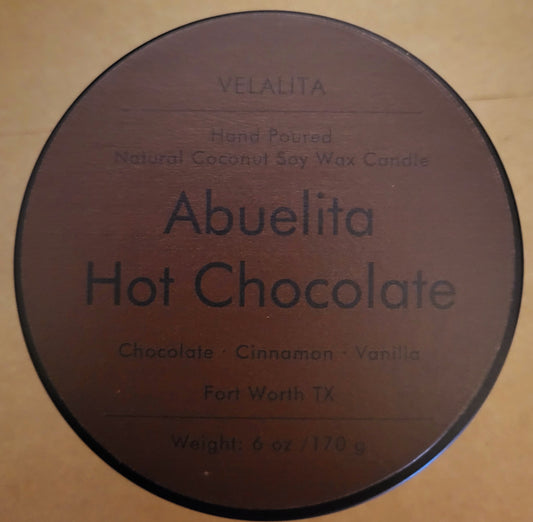 VELALITA
Hand Poured
Natural Coconut Soy Wax Candle
Abuelita
Hot Chocolate
Chocolate · Cinnamon · Vanilla
Fort Worth TX
Weight: 6 oz /170 g